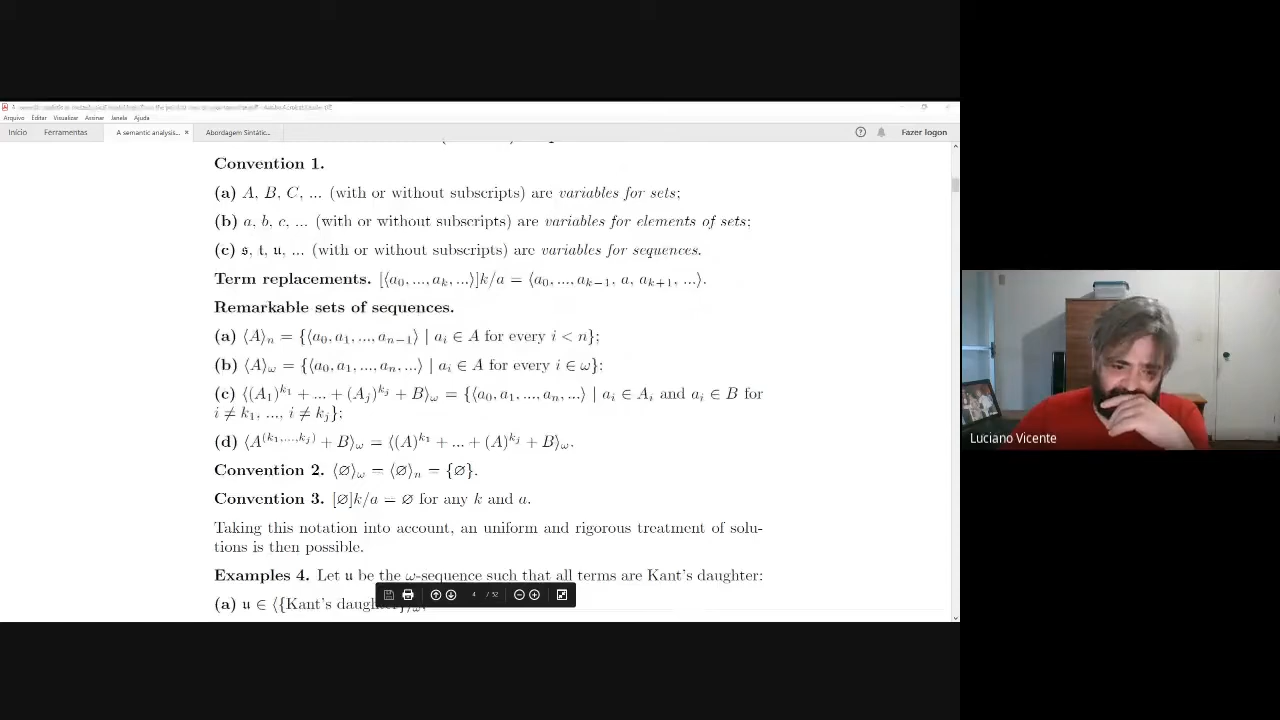 Arquivo Editar Visualizar Assinar Janela Ajuda
Início Ferramentas A semantic analysis... × Abordagem Sintátic... Fazer logon
Convention 1.
(a) A, B, C, ... (with or without subscripts) are variables for sets;
(b) a, b, c, ... (with or without subscripts) are variables for elements of sets;
(c) 𝔰, 𝔱, 𝔲, ... (with or without subscripts) are variables for sequences.
Term replacements. [⟨a₀, ..., aₖ, ...⟩]k/a = ⟨a₀, ..., aₖ₋₁, a, aₖ₊₁, ...⟩.
Remarkable sets of sequences.
(a) ⟨A⟩ₙ = {⟨a₀, a₁, ..., aₙ₋₁⟩ | aᵢ ∈ A for every i < n};
(b) ⟨A⟩_ω = {⟨a₀, a₁, ..., aₙ, ...⟩ | aᵢ ∈ A for every i ∈ ω};
(c) ⟨(A₁)^{k₁} + ... + (Aⱼ)^{kⱼ} + B⟩_ω = {⟨a₀, a₁, ..., aₙ, ...⟩ | aᵢ ∈ Aᵢ and aᵢ ∈ B for
i ≠ k₁, ..., i ≠ kⱼ};
(d) ⟨A^{(k₁,...,kⱼ)} + B⟩_ω = ⟨(A)^{k₁} + ... + (A)^{kⱼ} + B⟩_ω.
Convention 2. ⟨∅⟩_ω = ⟨∅⟩ₙ = {∅}.
Convention 3. [∅]k/a = ∅ for any k and a.
Taking this notation into account, an uniform and rigorous treatment of solu-
tions is then possible.
Examples 4. Let 𝔲 be the ω-sequence such that all terms are Kant's daughter:
(a) 𝔲 ∈ ⟨{Kant's
4 / 52
Luciano Vicente